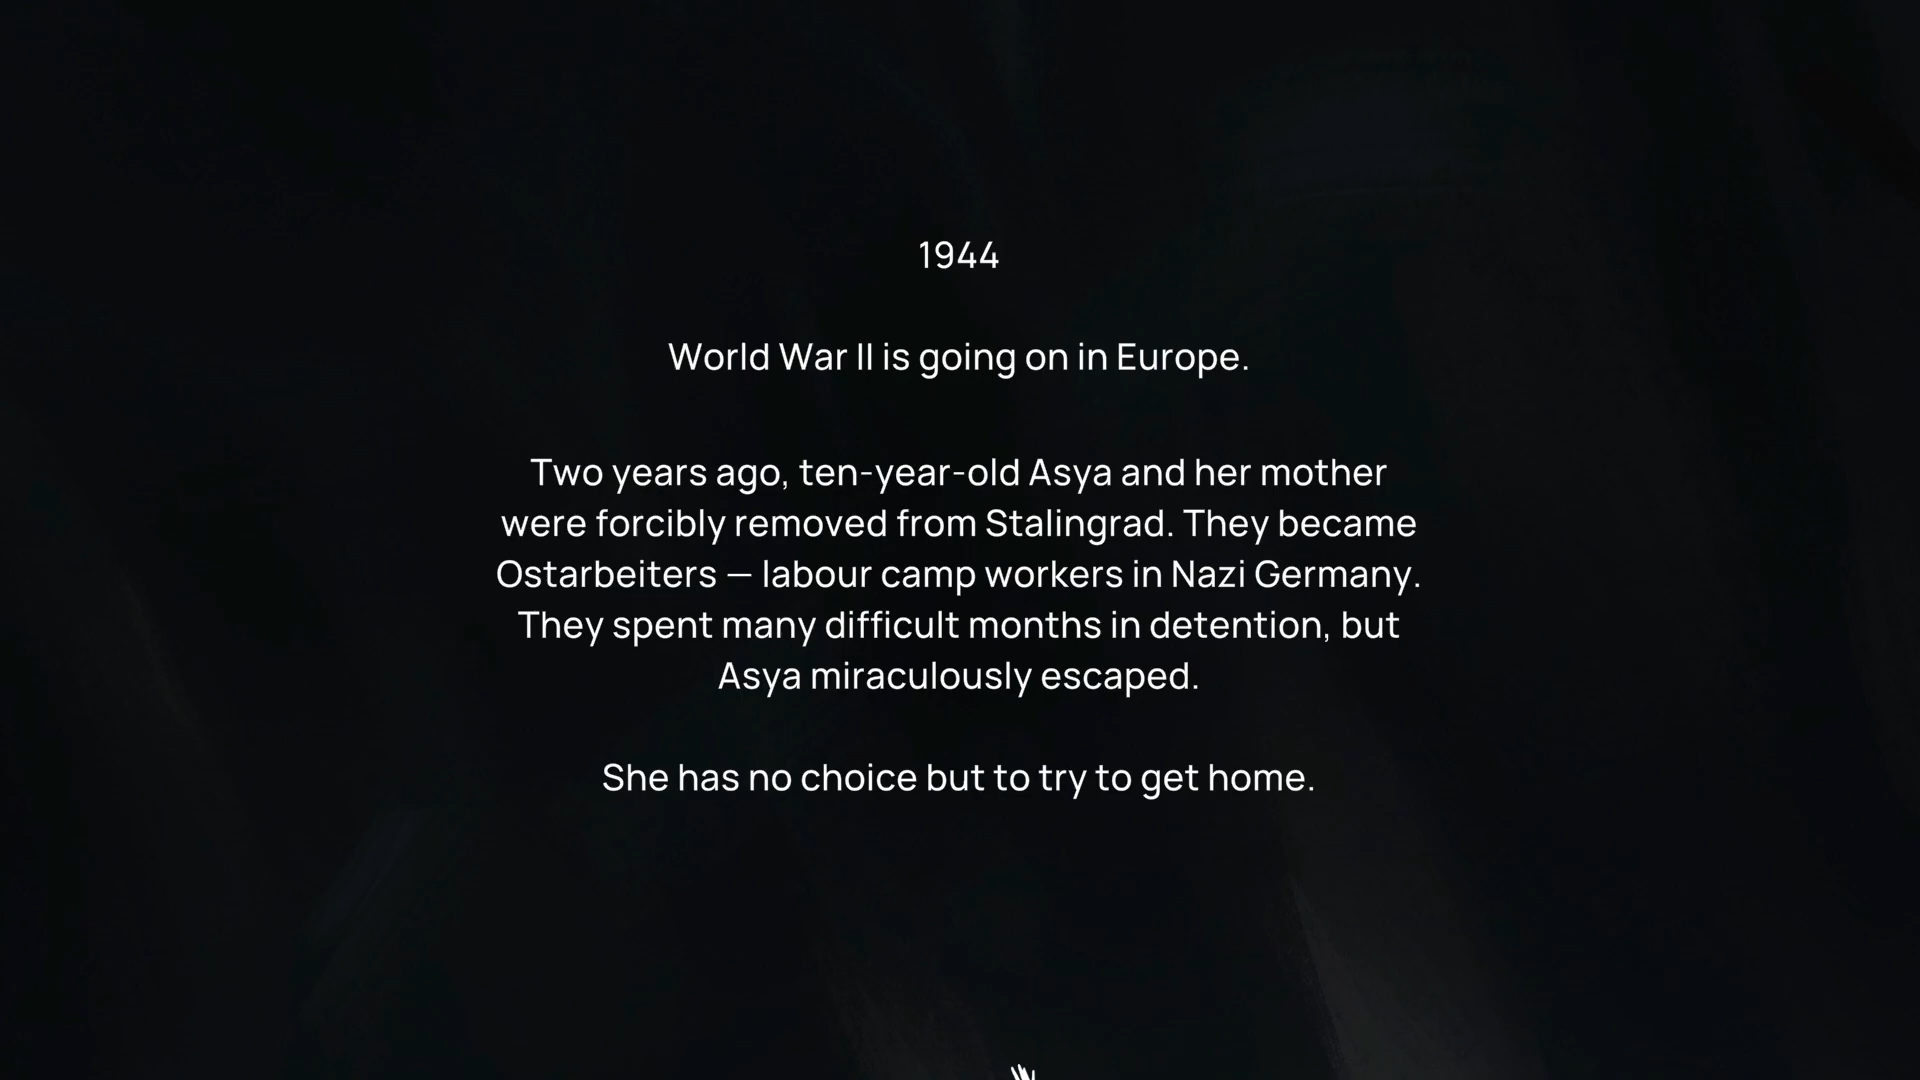 1944
World War II is going on in Europe.
Two years ago, ten-year-old Asya and her mother
were forcibly removed from Stalingrad. They became
Ostarbeiters — labour camp workers in Nazi Germany.
They spent many difficult months in detention, but
Asya miraculously escaped.
She has no choice but to try to get home.